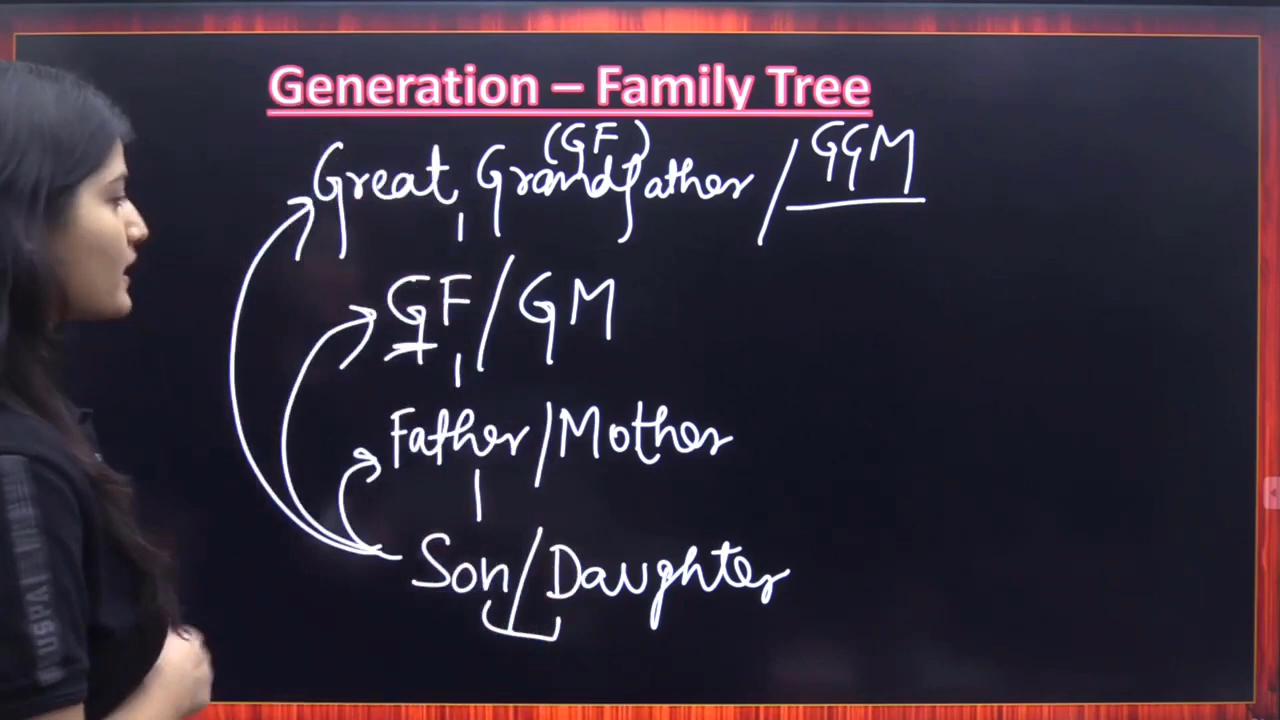 Generation – Family Tree
(GF)
Great Grandfather / GGM
GF / GM
Father / Mother
Son / Daughter